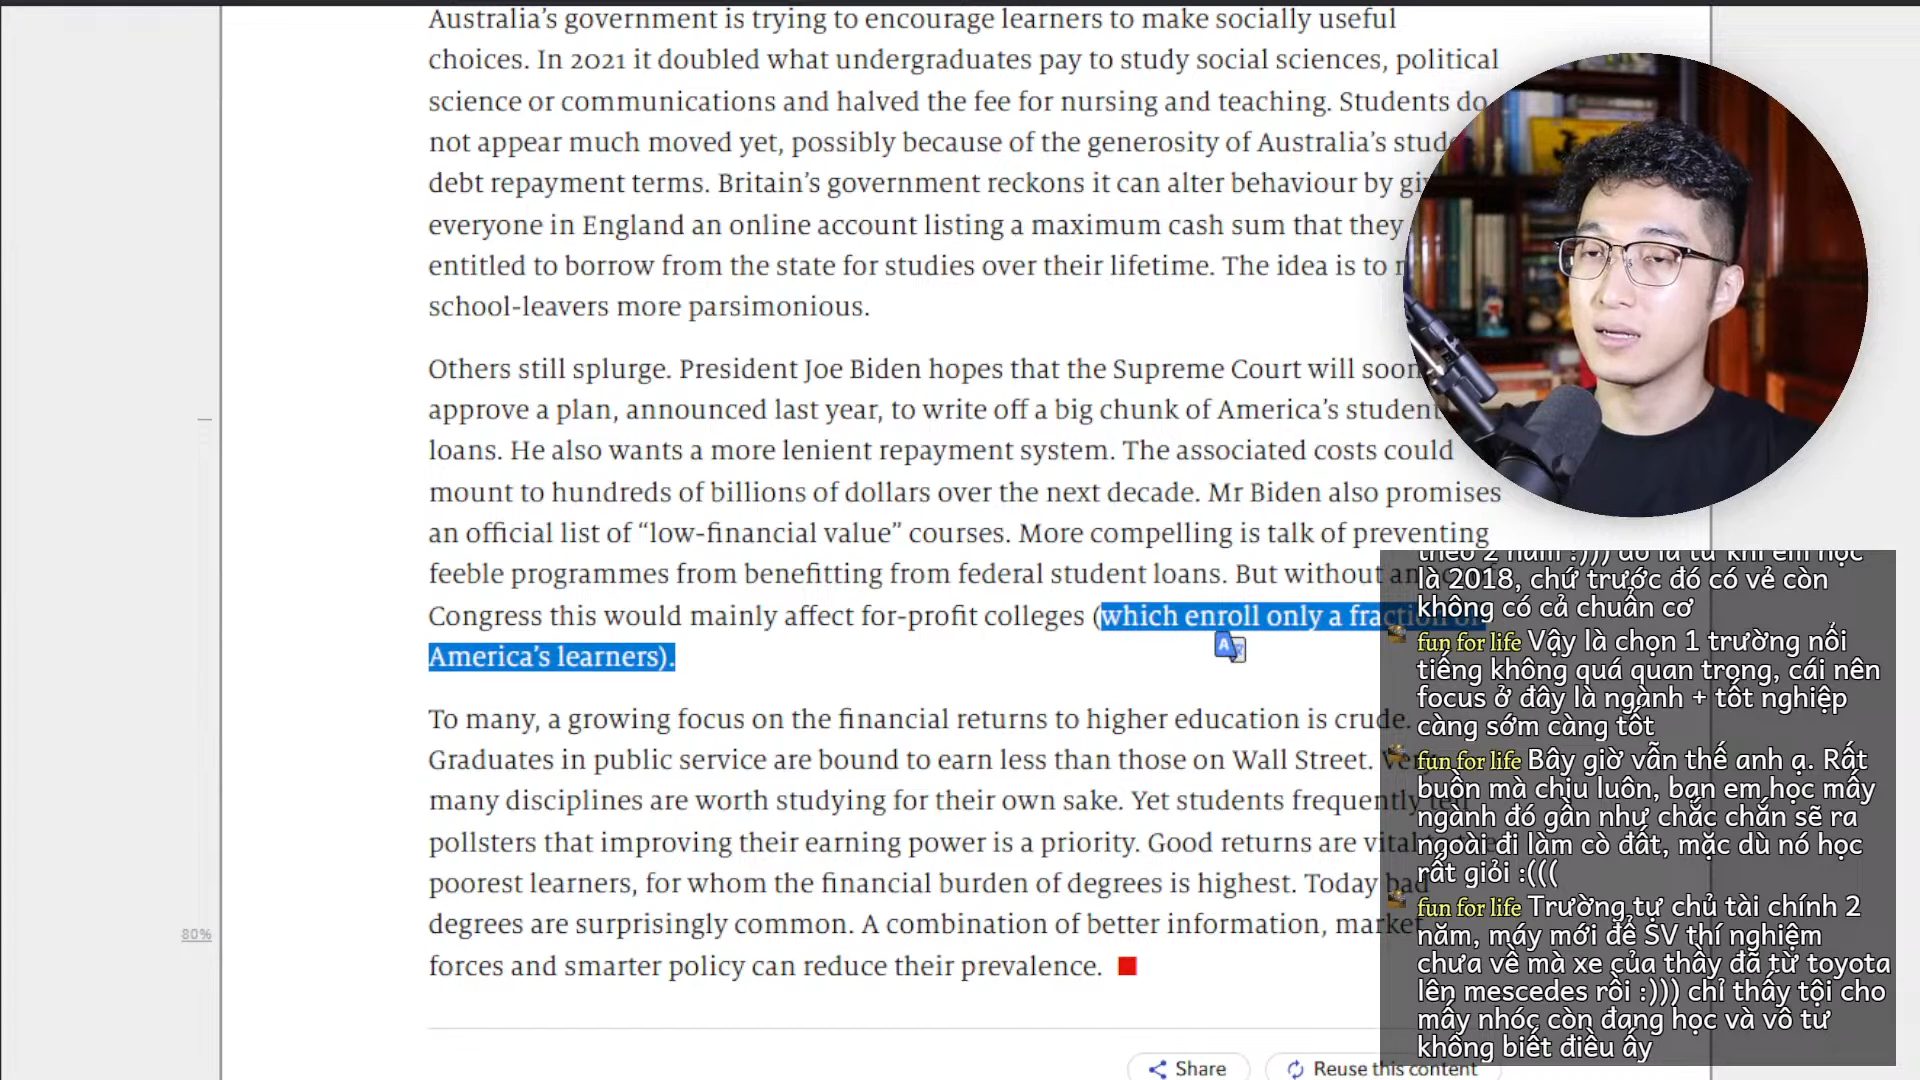 Australia’s government is trying to encourage learners to make socially useful
choices. In 2021 it doubled what undergraduates pay to study social sciences, political
science or communications and halved the fee for nursing and teaching. Students do
not appear much moved yet, possibly because of the generosity of Australia’s
debt repayment terms. Britain’s government reckons it can alter behaviour by
everyone in England an online account listing a maximum cash sum that they
entitled to borrow from the state for studies over their lifetime. The idea is to
school-leavers more parsimonious.
Others still splurge. President Joe Biden hopes that the Supreme Court will soon
approve a plan, announced last year, to write off a big chunk of America’s student
loans. He also wants a more lenient repayment system. The associated costs could
mount to hundreds of billions of dollars over the next decade. Mr Biden also promises
an official list of “low-financial value” courses. More compelling is talk of preventing
feeble programmes from benefitting from federal student loans. But without an
Congress this would mainly affect for-profit colleges (which enroll only a fraction of
America’s learners).
To many, a growing focus on the financial returns to higher education is crude.
Graduates in public service are bound to earn less than those on Wall Street. Very
many disciplines are worth studying for their own sake. Yet students frequently tell
pollsters that improving their earning power is a priority. Good returns are vital
poorest learners, for whom the financial burden of degrees is highest. Today bad
degrees are surprisingly common. A combination of better information, market
forces and smarter policy can reduce their prevalence.
80%
Share
Reuse this content
theo 2 năm :))) đó là từ khi em học
là 2018, chứ trước đó có vẻ còn
không có cả chuẩn cơ
fun for life Vậy là chọn 1 trường nổi
tiếng không quá quan trọng, cái nên
focus ở đây là ngành + tốt nghiệp
càng sớm càng tốt
fun for life Bây giờ vẫn thế anh ạ. Rất
buồn mà chịu luôn, bạn em học mấy
ngành đó gần như chắc chắn sẽ ra
ngoài đi làm cò đất, mặc dù nó học
rất giỏi :(((
fun for life Trường tự chủ tài chính 2
năm, máy mới để SV thí nghiệm
chưa về mà xe của thầy đã từ toyota
lên mescedes rồi :))) chỉ thấy tội cho
mấy nhóc còn đang học và vô tư
không biết điều ấy